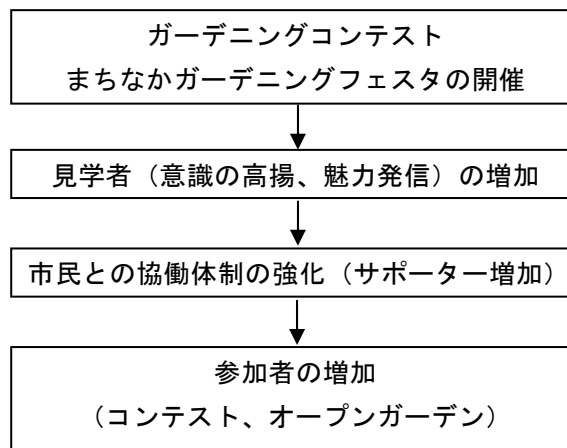 ガーデニングコンテスト
まちなかガーデニングフェスタの開催
見学者（意識の高揚、魅力発信）の増加
市民との協働体制の強化（サポーター増加）
参加者の増加
（コンテスト、オープンガーデン）